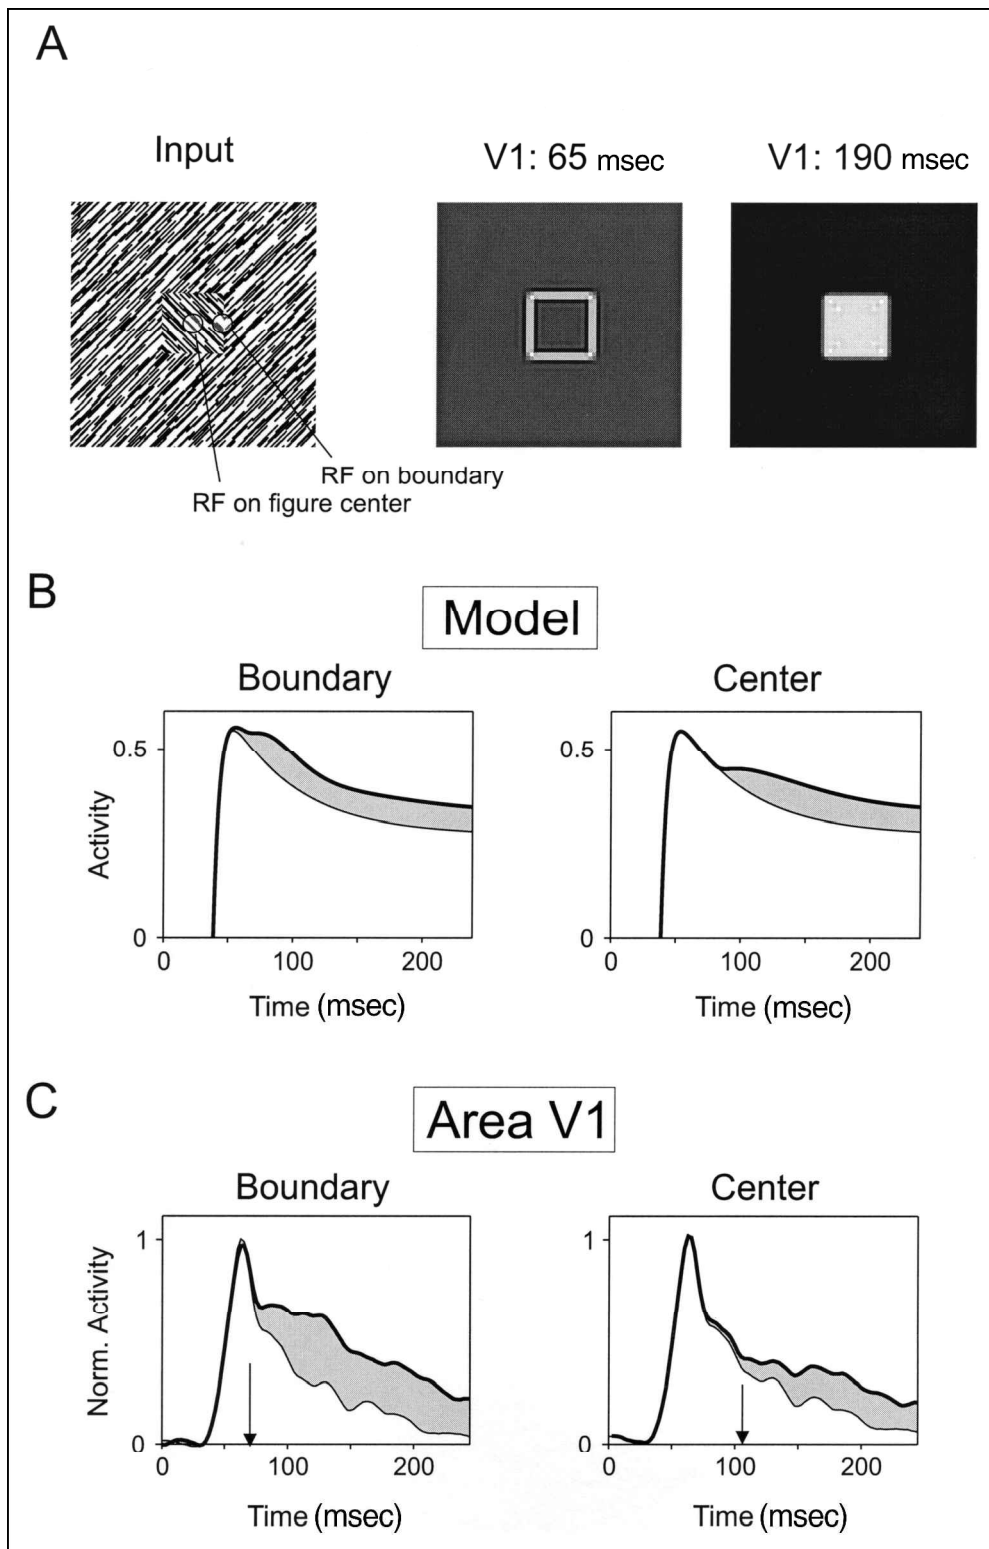 A
Input
V1: 65 msec
V1: 190 msec
RF on boundary
RF on figure center
B
Model
Boundary
Center
0.5
0.5
Activity
0
0
0
100
200
0
100
200
Time (msec)
Time (msec)
C
Area V1
Boundary
Center
1
1
Norm. Activity
0
0
0
100
200
0
100
200
Time (msec)
Time (msec)